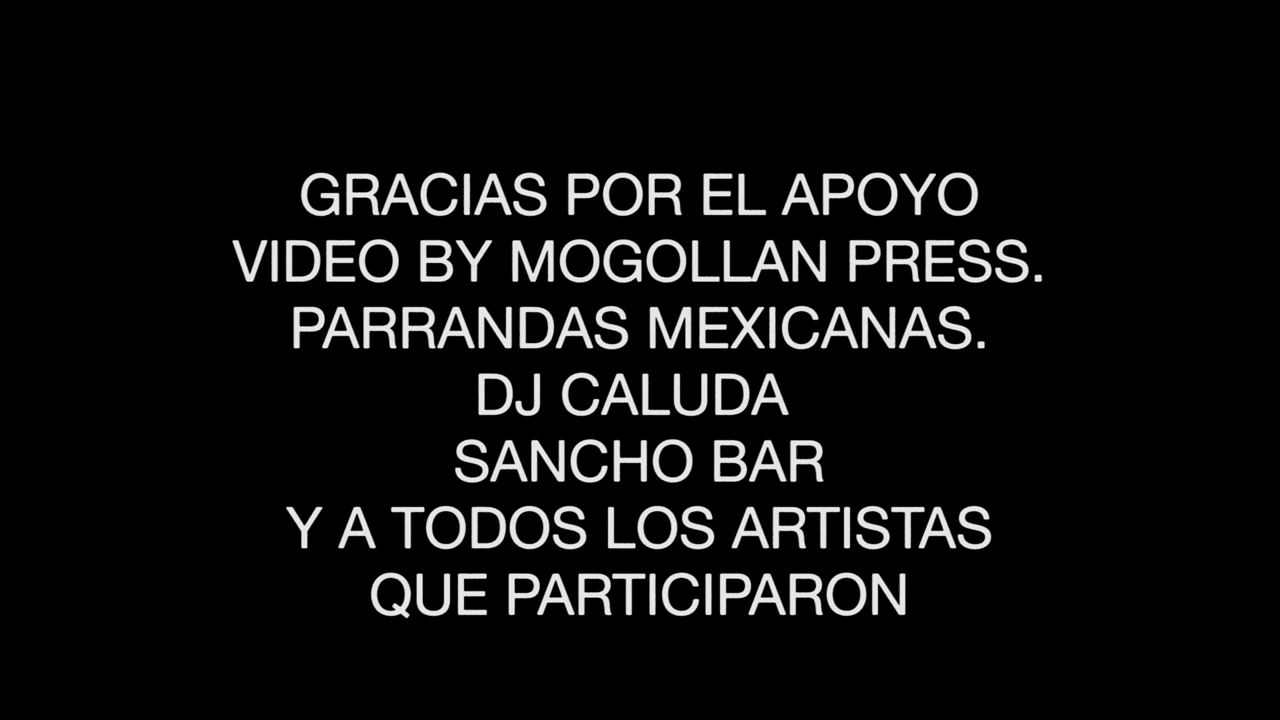 GRACIAS POR EL APOYO
VIDEO BY MOGOLLAN PRESS.
PARRANDAS MEXICANAS.
DJ CALUDA
SANCHO BAR
Y A TODOS LOS ARTISTAS
QUE PARTICIPARON